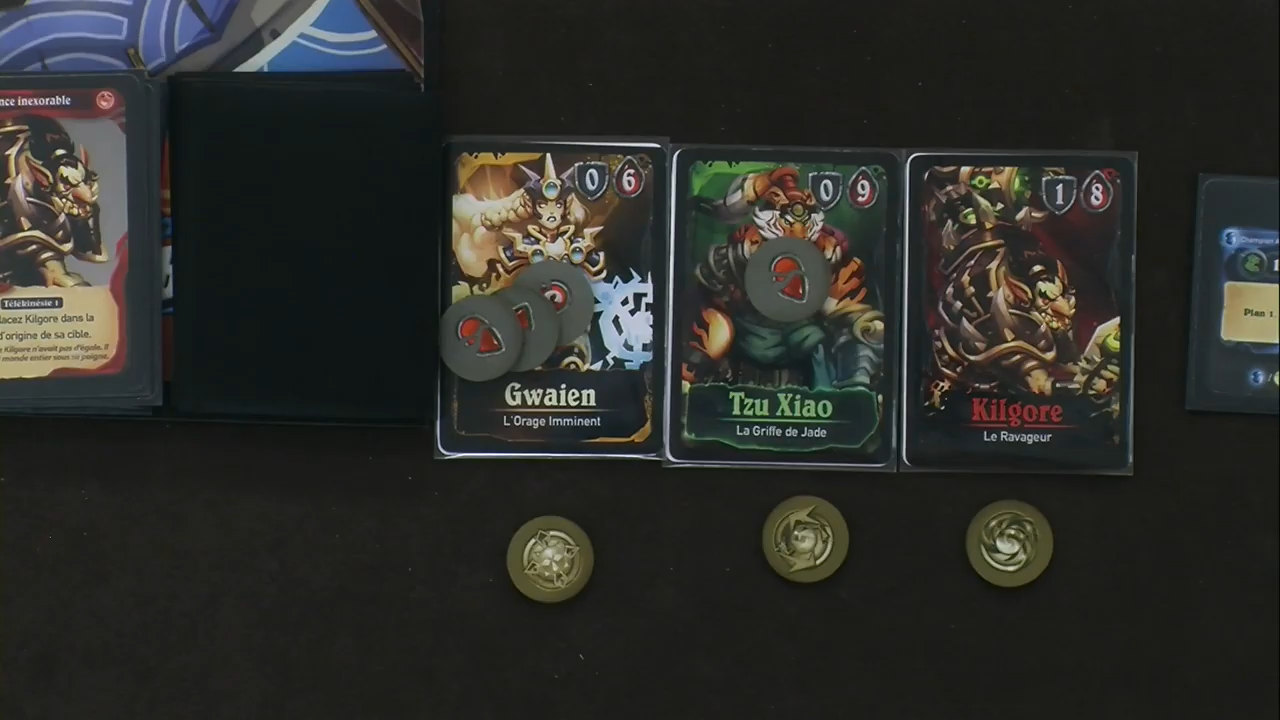 nce inexorable
Télékinésie 1
lacez Kilgore dans la
d'origine de sa cible.
Kilgore n'avait pas d'égale. Il
monde entier sous sa poigne.
0 6
Gwaien
L'Orage Imminent
0 9
Tzu Xiao
La Griffe de Jade
1 8
Kilgore
Le Ravageur
Champion
1
Plan 1.